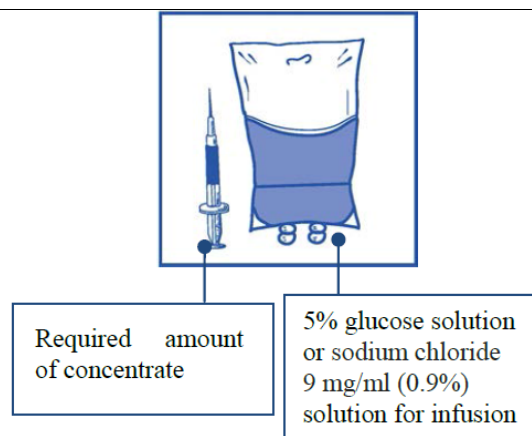 Required amount
of concentrate
5% glucose solution
or sodium chloride
9 mg/ml (0.9%)
solution for infusion